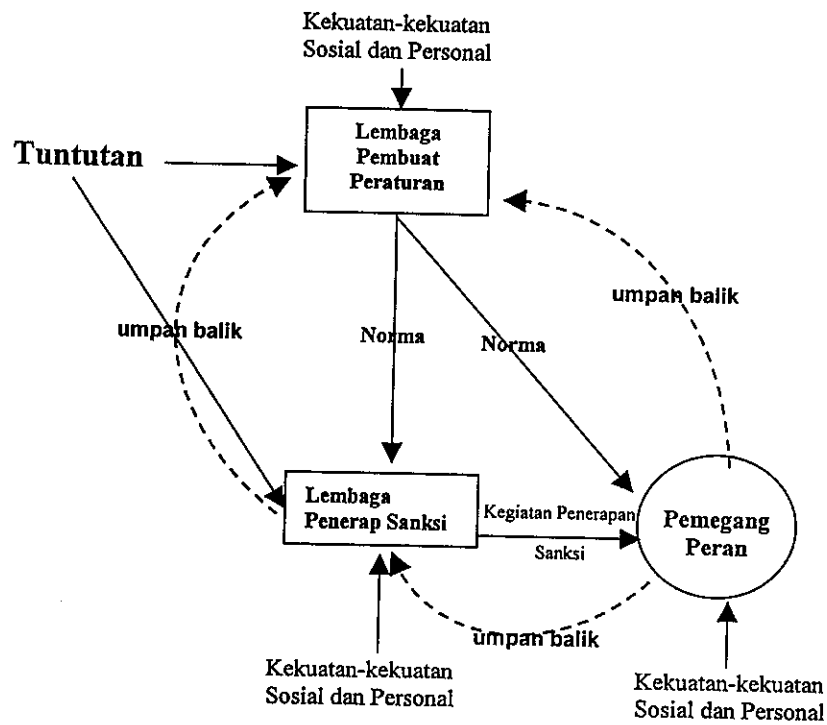 Kekuatan-kekuatan
Sosial dan Personal
Lembaga
Pembuat
Peraturan
Tuntutan
umpan balik
umpan balik
Norma
Norma
Lembaga
Penerap Sanksi
Kegiatan Penerapan
Sanksi
Pemegang
Peran
umpan balik
Kekuatan-kekuatan
Sosial dan Personal
Kekuatan-kekuatan
Sosial dan Personal